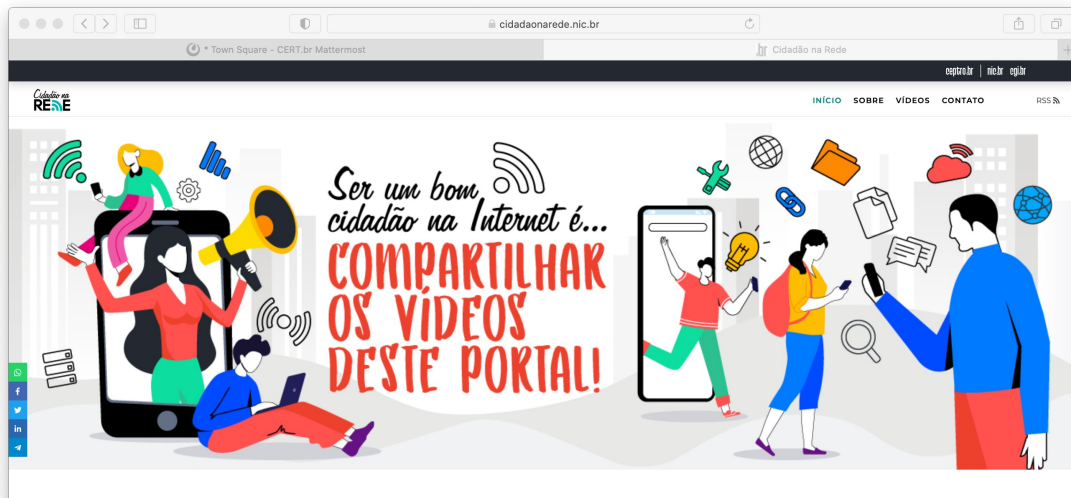 cidadaonarede.nic.br
* Town Square - CERT.br Mattermost
Cidadão na Rede
ceptro.br | nic.br cgi.br
Cidadão na
REDE
INÍCIO SOBRE VÍDEOS CONTATO RSS
Ser um bom
cidadão na Internet é...
COMPARTILHAR
OS VÍDEOS
DESTE PORTAL!